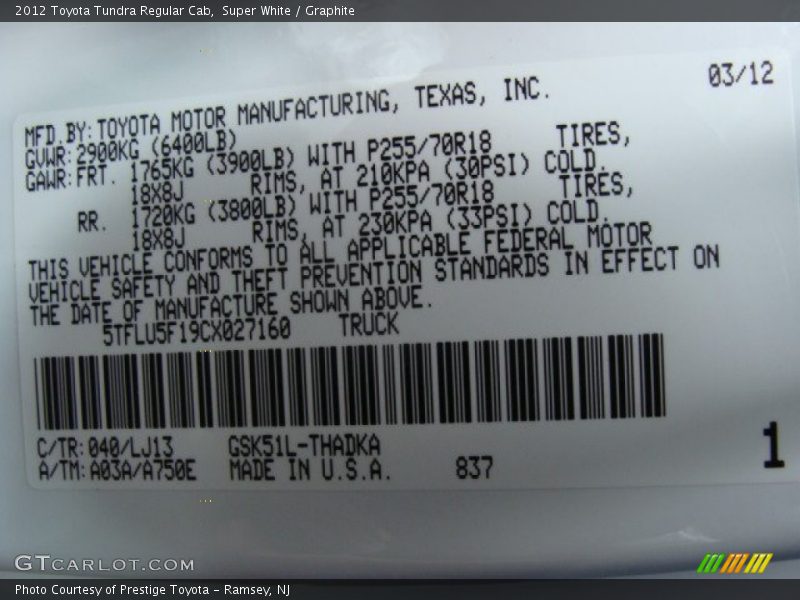 2012 Toyota Tundra Regular Cab,  Super White / Graphite
03/12
MFD.BY: TOYOTA MOTOR MANUFACTURING, TEXAS, INC.
GVWR: 2900KG (6400LB)
GAWR: FRT. 1765KG (3900LB) WITH P255/70R18 TIRES,
18X8J RIMS, AT 210KPA (30PSI) COLD.
RR. 1720KG (3800LB) WITH P255/70R18 TIRES,
18X8J RIMS, AT 230KPA (33PSI) COLD.
THIS VEHICLE CONFORMS TO ALL APPLICABLE FEDERAL MOTOR
VEHICLE SAFETY AND THEFT PREVENTION STANDARDS IN EFFECT ON
THE DATE OF MANUFACTURE SHOWN ABOVE.
5TFLU5F19CX027160 TRUCK
C/TR: 040/LJ13 GSK51L-THADKA
A/TM: A03A/A750E MADE IN U.S.A. 837
1
GTCARLOT.COM
Photo Courtesy of Prestige Toyota - Ramsey, NJ